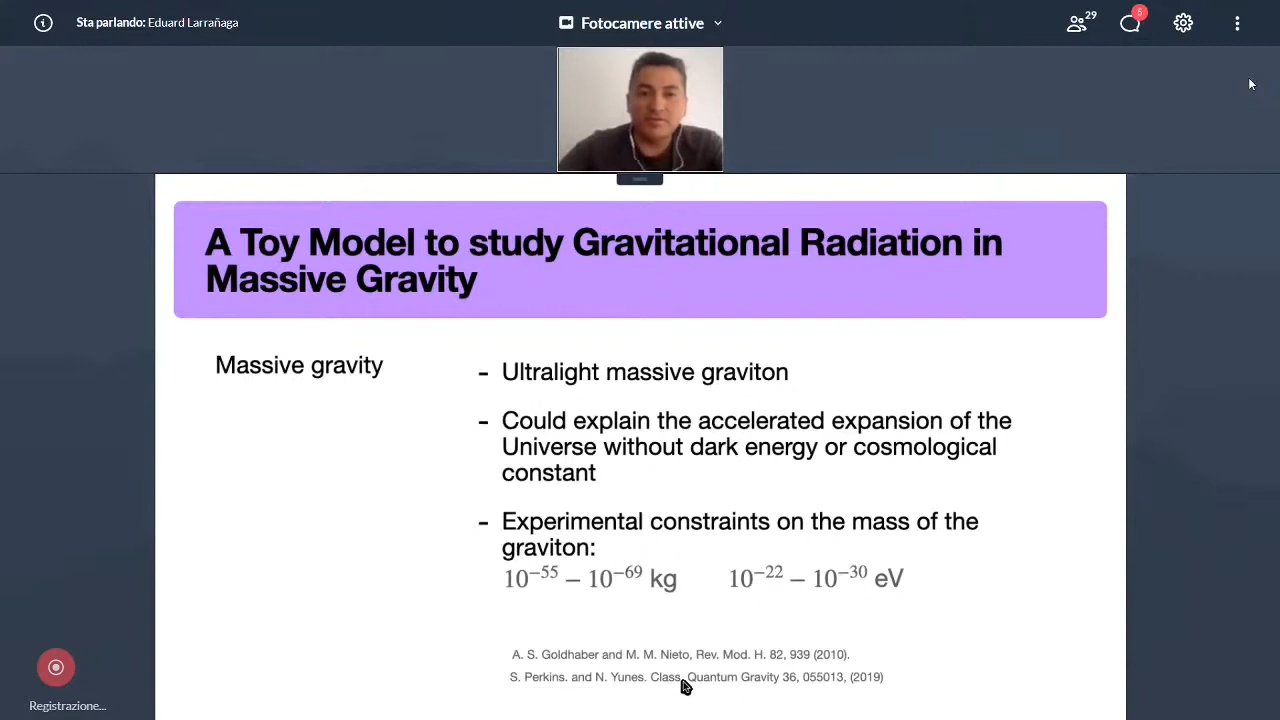 Sta parlando: Eduard Larrañaga
Fotocamere attive
29
5
A Toy Model to study Gravitational Radiation in
Massive Gravity
Massive gravity
- Ultralight massive graviton
- Could explain the accelerated expansion of the
Universe without dark energy or cosmological
constant
- Experimental constraints on the mass of the
graviton:
10⁻⁵⁵ – 10⁻⁶⁹ kg 10⁻²² – 10⁻³⁰ eV
A. S. Goldhaber and M. M. Nieto, Rev. Mod. H. 82, 939 (2010).
S. Perkins. and N. Yunes. Class. Quantum Gravity 36, 055013, (2019)
Registrazione...